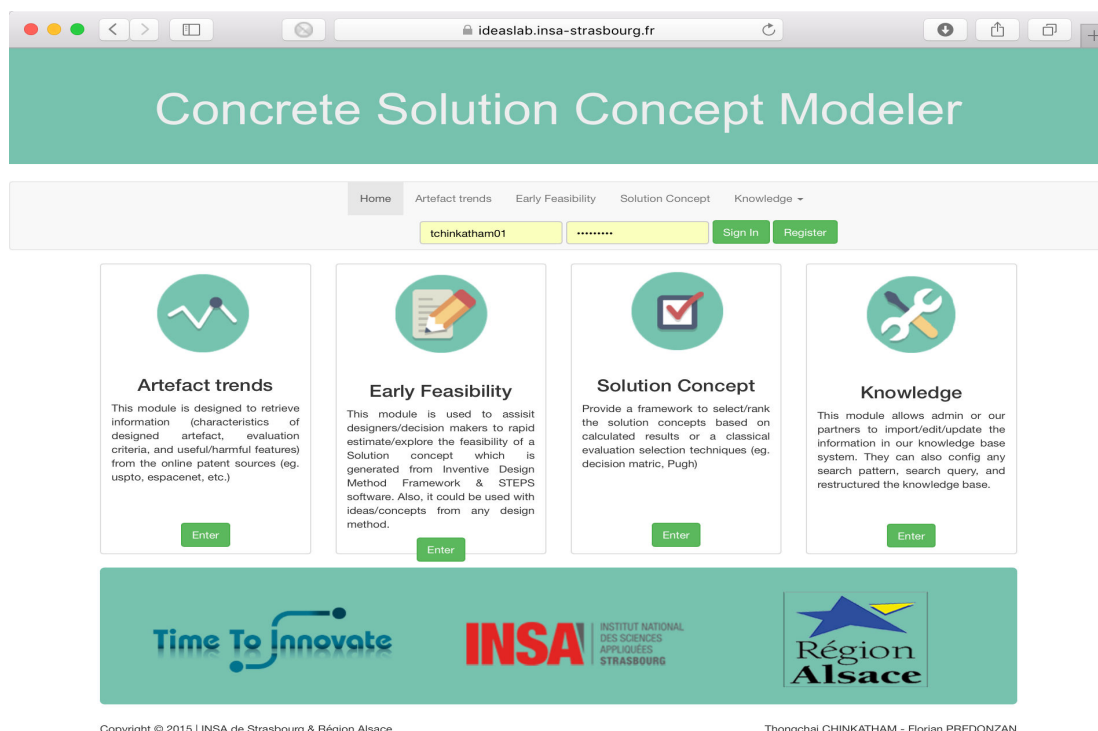 ideaslab.insa-strasbourg.fr
Concrete Solution Concept Modeler
Home Artefact trends Early Feasibility Solution Concept Knowledge
tchinkatham01 ••••••••• Sign In Register
Artefact trends
This module is designed to retrieve
information (characteristics of
designed artefact, evaluation
criteria, and useful/harmful features)
from the online patent sources (eg.
uspto, espacenet, etc.)
Enter
Early Feasibility
This module is used to assisit
designers/decision makers to rapid
estimate/explore the feasibility of a
Solution concept which is
generated from Inventive Design
Method Framework & STEPS
software. Also, it could be used with
ideas/concepts from any design
method.
Enter
Solution Concept
Provide a framework to select/rank
the solution concepts based on
calculated results or a classical
evaluation selection techniques (eg.
decision matric, Pugh)
Enter
Knowledge
This module allows admin or our
partners to import/edit/update the
information in our knowledge base
system. They can also config any
search pattern, search query, and
restructured the knowledge base.
Enter
Time To Innovate
INSA
INSTITUT NATIONAL
DES SCIENCES
APPLIQUÉES
STRASBOURG
Région
Alsace
Copyright © 2015 | INSA de Strasbourg & Région Alsace
Thongchai CHINKATHAM - Florian PREDONZAN